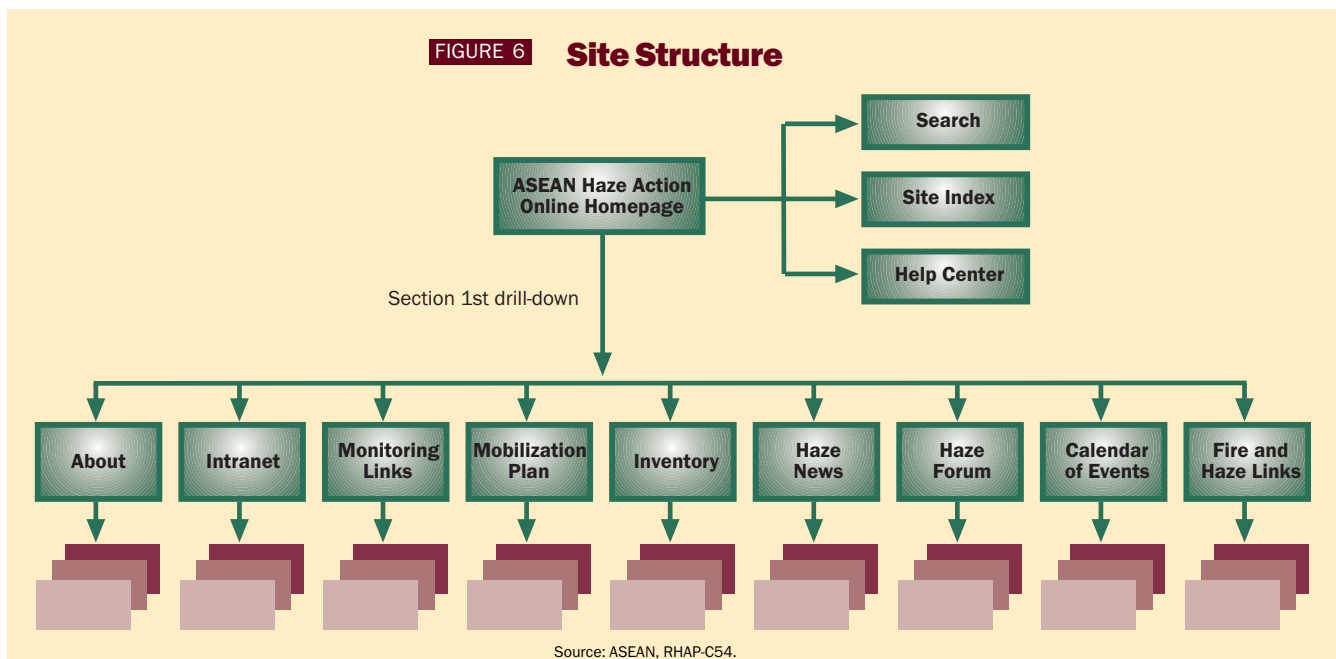 FIGURE 6 Site Structure
Search
ASEAN Haze Action
Online Homepage
Site Index
Help Center
Section 1st drill-down
About
Intranet
Monitoring
Links
Mobilization
Plan
Inventory
Haze
News
Haze
Forum
Calendar
of Events
Fire and
Haze Links
Source: ASEAN, RHAP-C54.